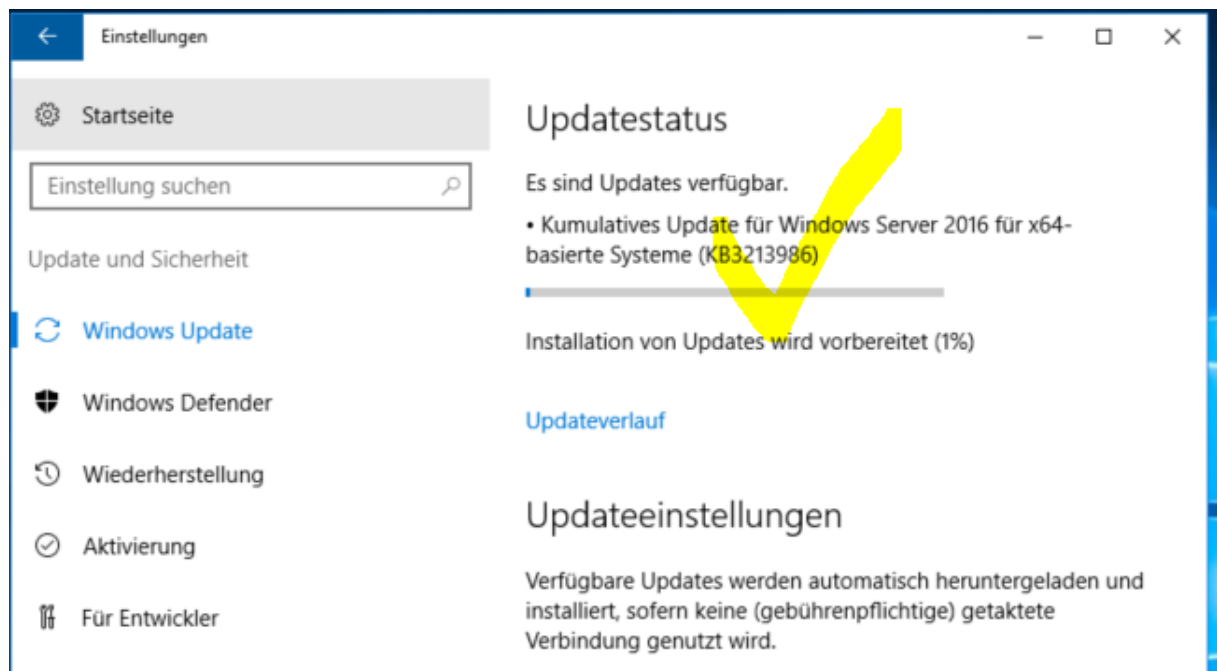 Einstellungen
Startseite
Einstellung suchen
Update und Sicherheit
Windows Update
Windows Defender
Wiederherstellung
Aktivierung
Für Entwickler
Updatestatus
Es sind Updates verfügbar.
• Kumulatives Update für Windows Server 2016 für x64-
basierte Systeme (KB3213986)
Installation von Updates wird vorbereitet (1%)
Updateverlauf
Updateeinstellungen
Verfügbare Updates werden automatisch heruntergeladen und
installiert, sofern keine (gebührenpflichtige) getaktete
Verbindung genutzt wird.